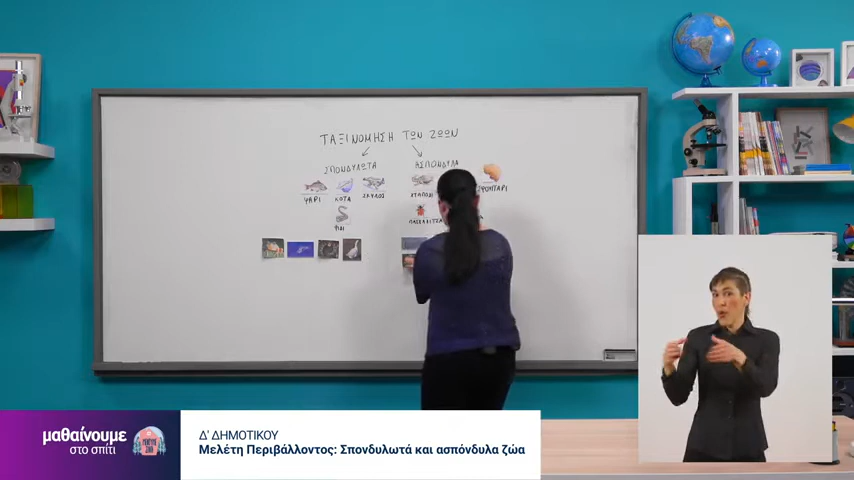 ΤΑΞΙΝΟΜΗΣΗ ΤΩΝ ΖΩΩΝ
ΣΠΟΝΔΥΛΩΤΑ ΑΣΠΟΝΔΥΛΑ
ΨΑΡΙ ΚΟΤΑ ΣΚΥΛΟΣ ΧΤΑΠΟΔΙ ΣΦΟΥΓΓΑΡΙ
ΦΙΔΙ ΠΑΣΧΑΛΙΤΣΑ
μαθαίνουμε
στο σπίτι
Δ' ΔΗΜΟΤΙΚΟΥ
Μελέτη Περιβάλλοντος: Σπονδυλωτά και ασπόνδυλα ζώα